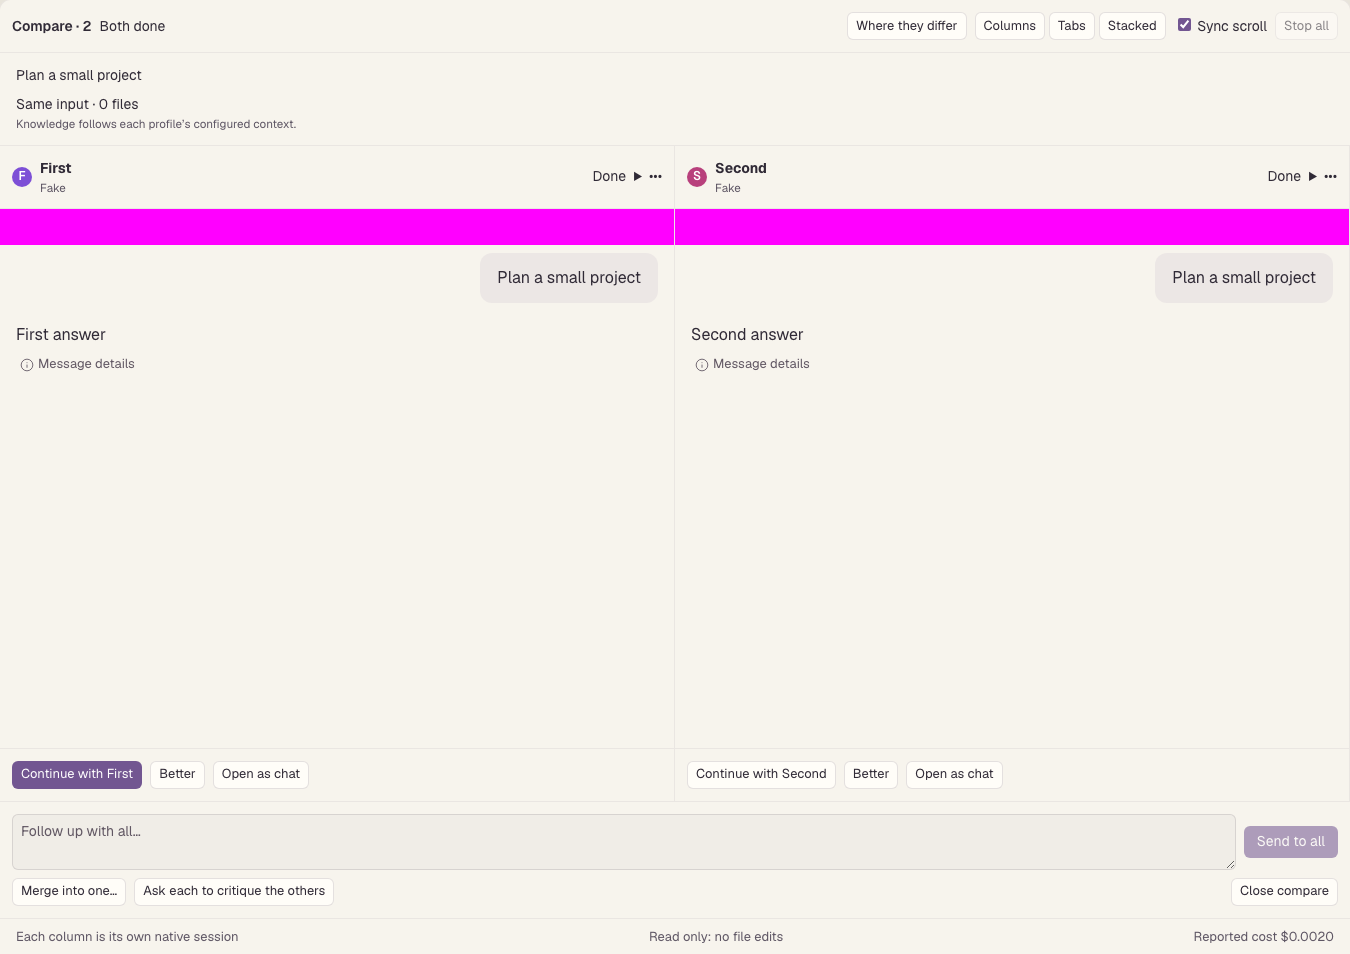 Compare · 2 Both done
Where they differ Columns Tabs Stacked Sync scroll Stop all
Plan a small project
Same input · 0 files
Knowledge follows each profile's configured context.
F First Done
Fake
S Second Done
Fake
Plan a small project
First answer
Message details
Plan a small project
Second answer
Message details
Continue with First Better Open as chat
Continue with Second Better Open as chat
Follow up with all…
Send to all
Merge into one… Ask each to critique the others Close compare
Each column is its own native session Read only: no file edits Reported cost $0.0020